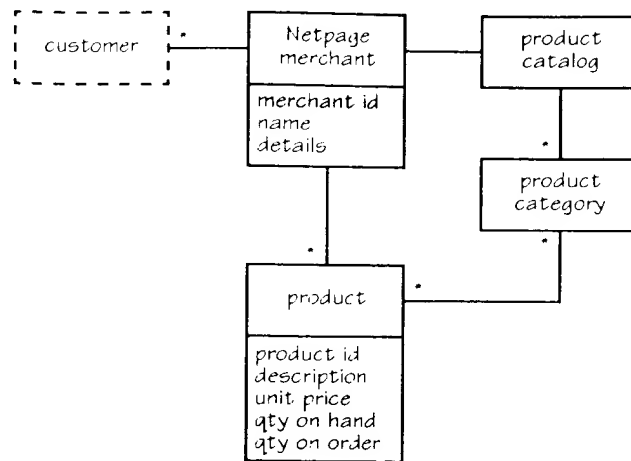 customer
Netpage
merchant
merchant id
name
details
product
catalog
product
category
product
product id
description
unit price
qty on hand
qty on order